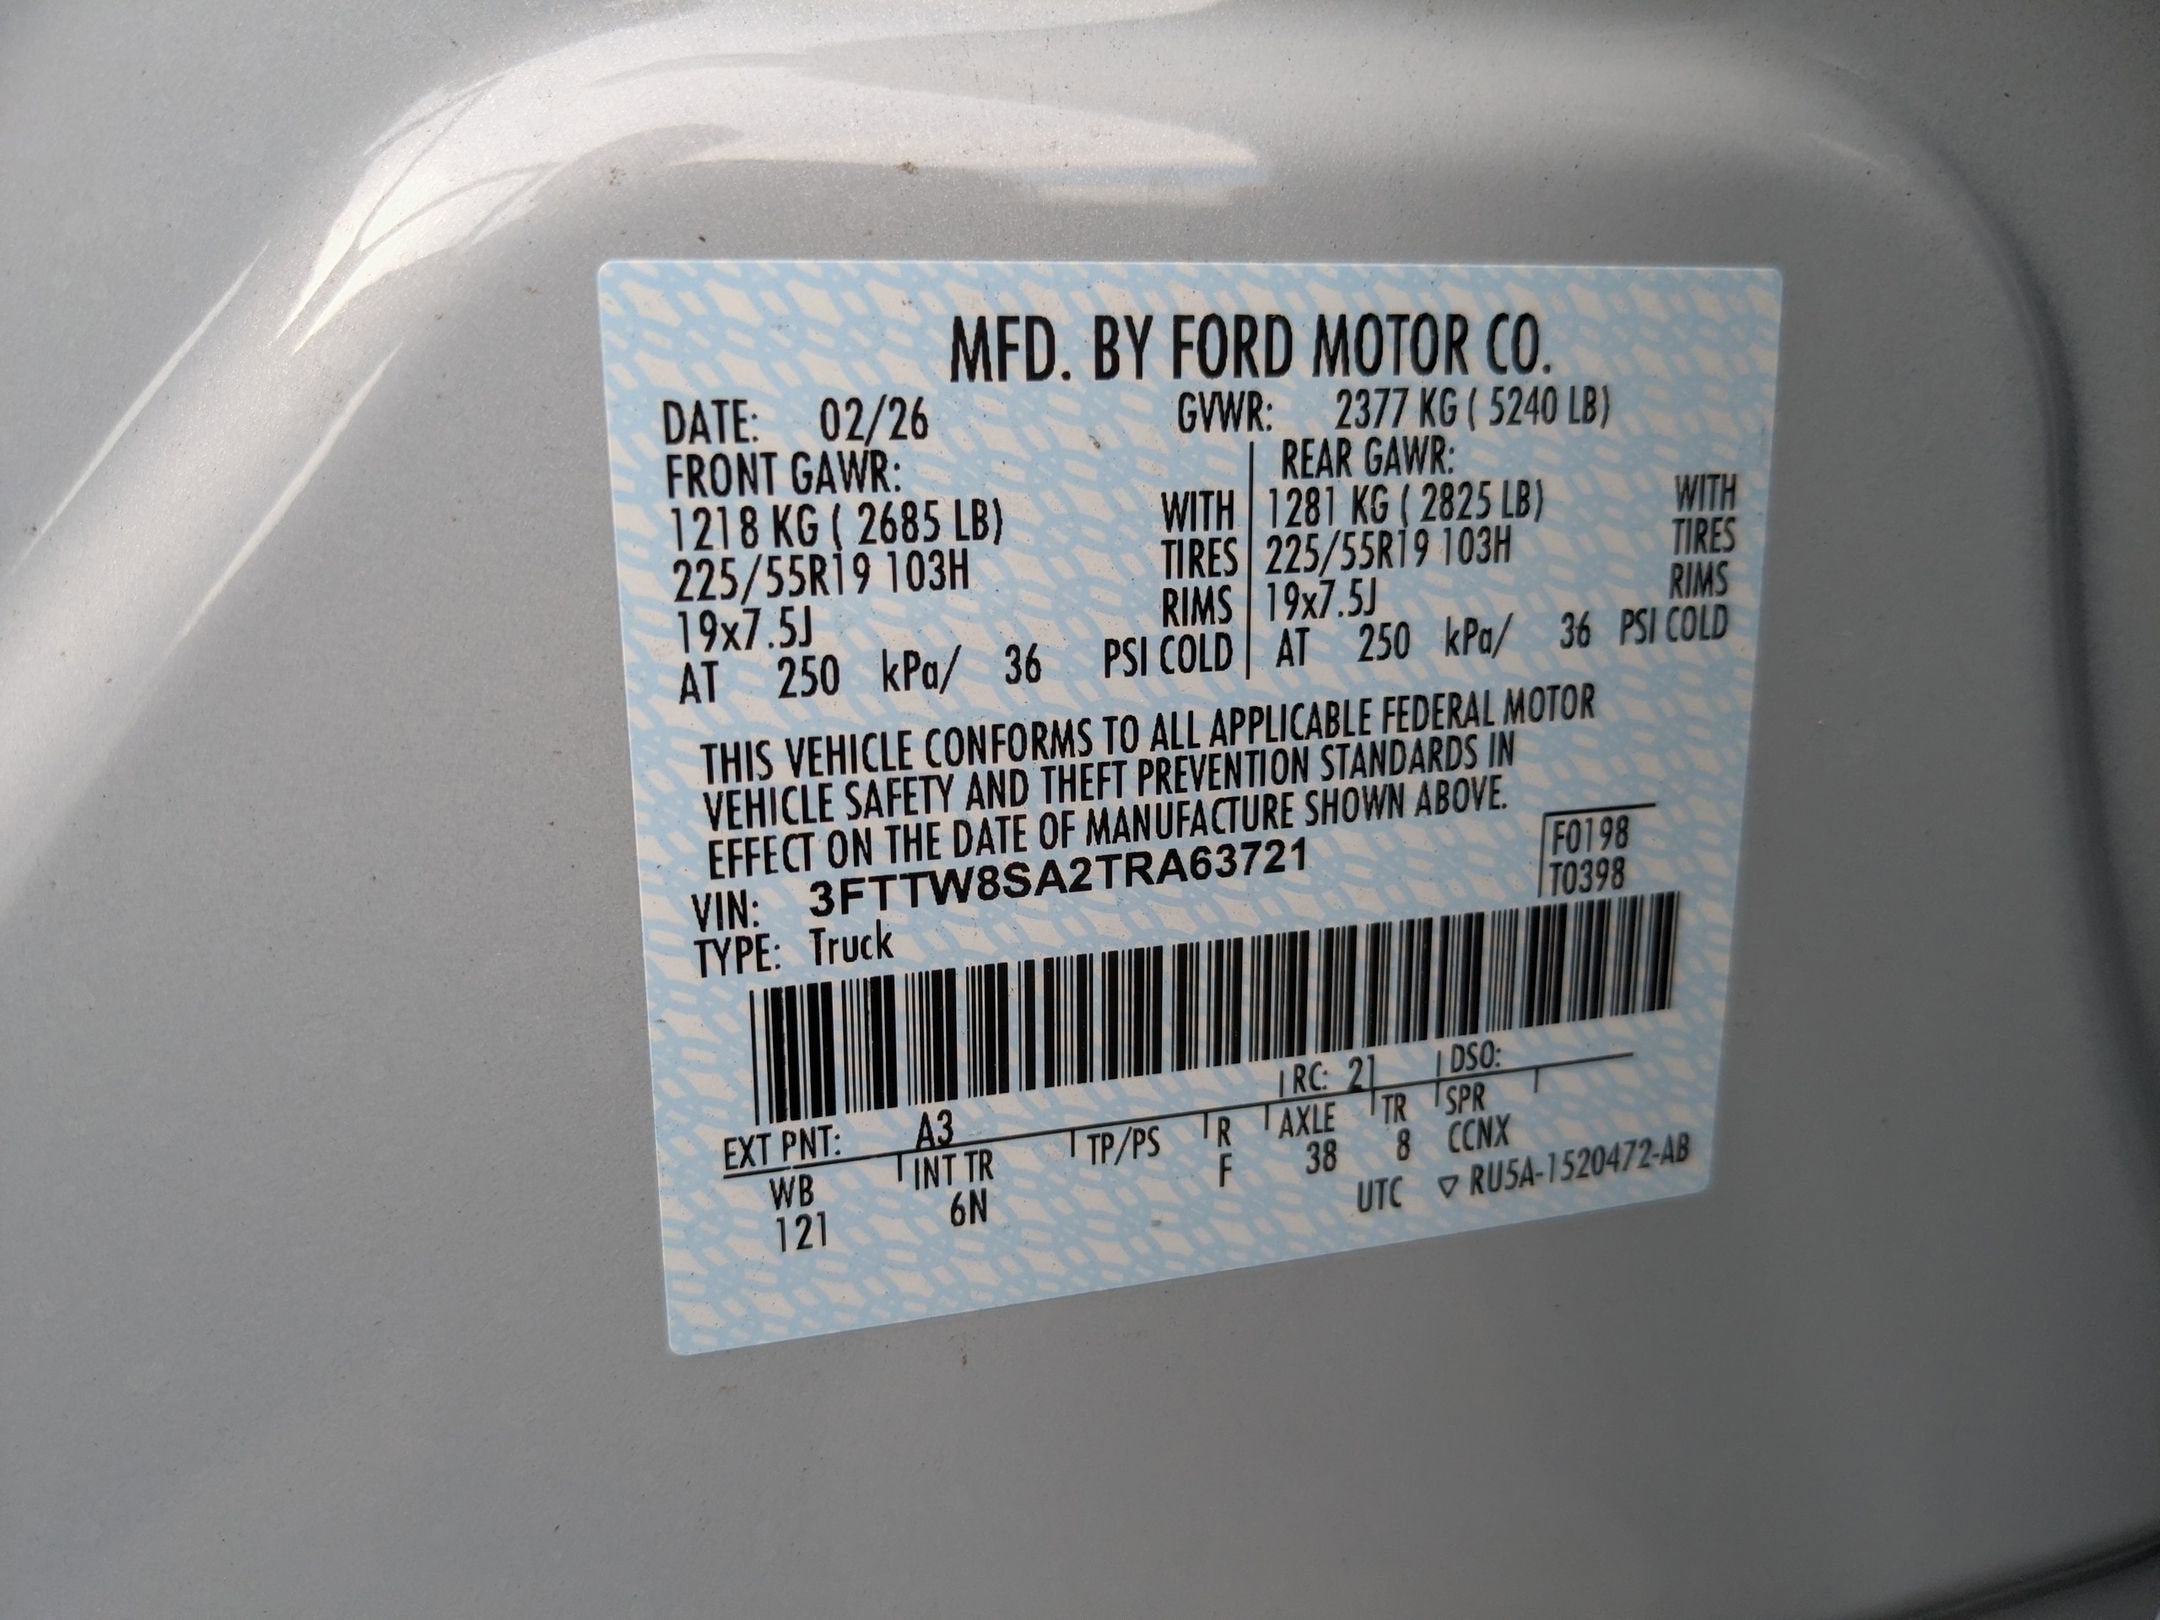 MFD. BY FORD MOTOR CO.
DATE: 02/26 GVWR: 2377 KG ( 5240 LB)
FRONT GAWR: REAR GAWR:
1218 KG ( 2685 LB) WITH 1281 KG ( 2825 LB) WITH
225/55R19 103H TIRES 225/55R19 103H TIRES
19x7.5J RIMS 19x7.5J RIMS
AT 250 kPa/ 36 PSI COLD AT 250 kPa/ 36 PSI COLD
THIS VEHICLE CONFORMS TO ALL APPLICABLE FEDERAL MOTOR
VEHICLE SAFETY AND THEFT PREVENTION STANDARDS IN
EFFECT ON THE DATE OF MANUFACTURE SHOWN ABOVE.
F0198
VIN: 3FTTW8SA2TRA63721 T0398
TYPE: Truck
RC: 21 DSO:
EXT PNT: A3
WB INT TR TP/PS R AXLE TR SPR
121 6N F 38 8 CCNX
UTC ▽ RU5A-1520472-AB